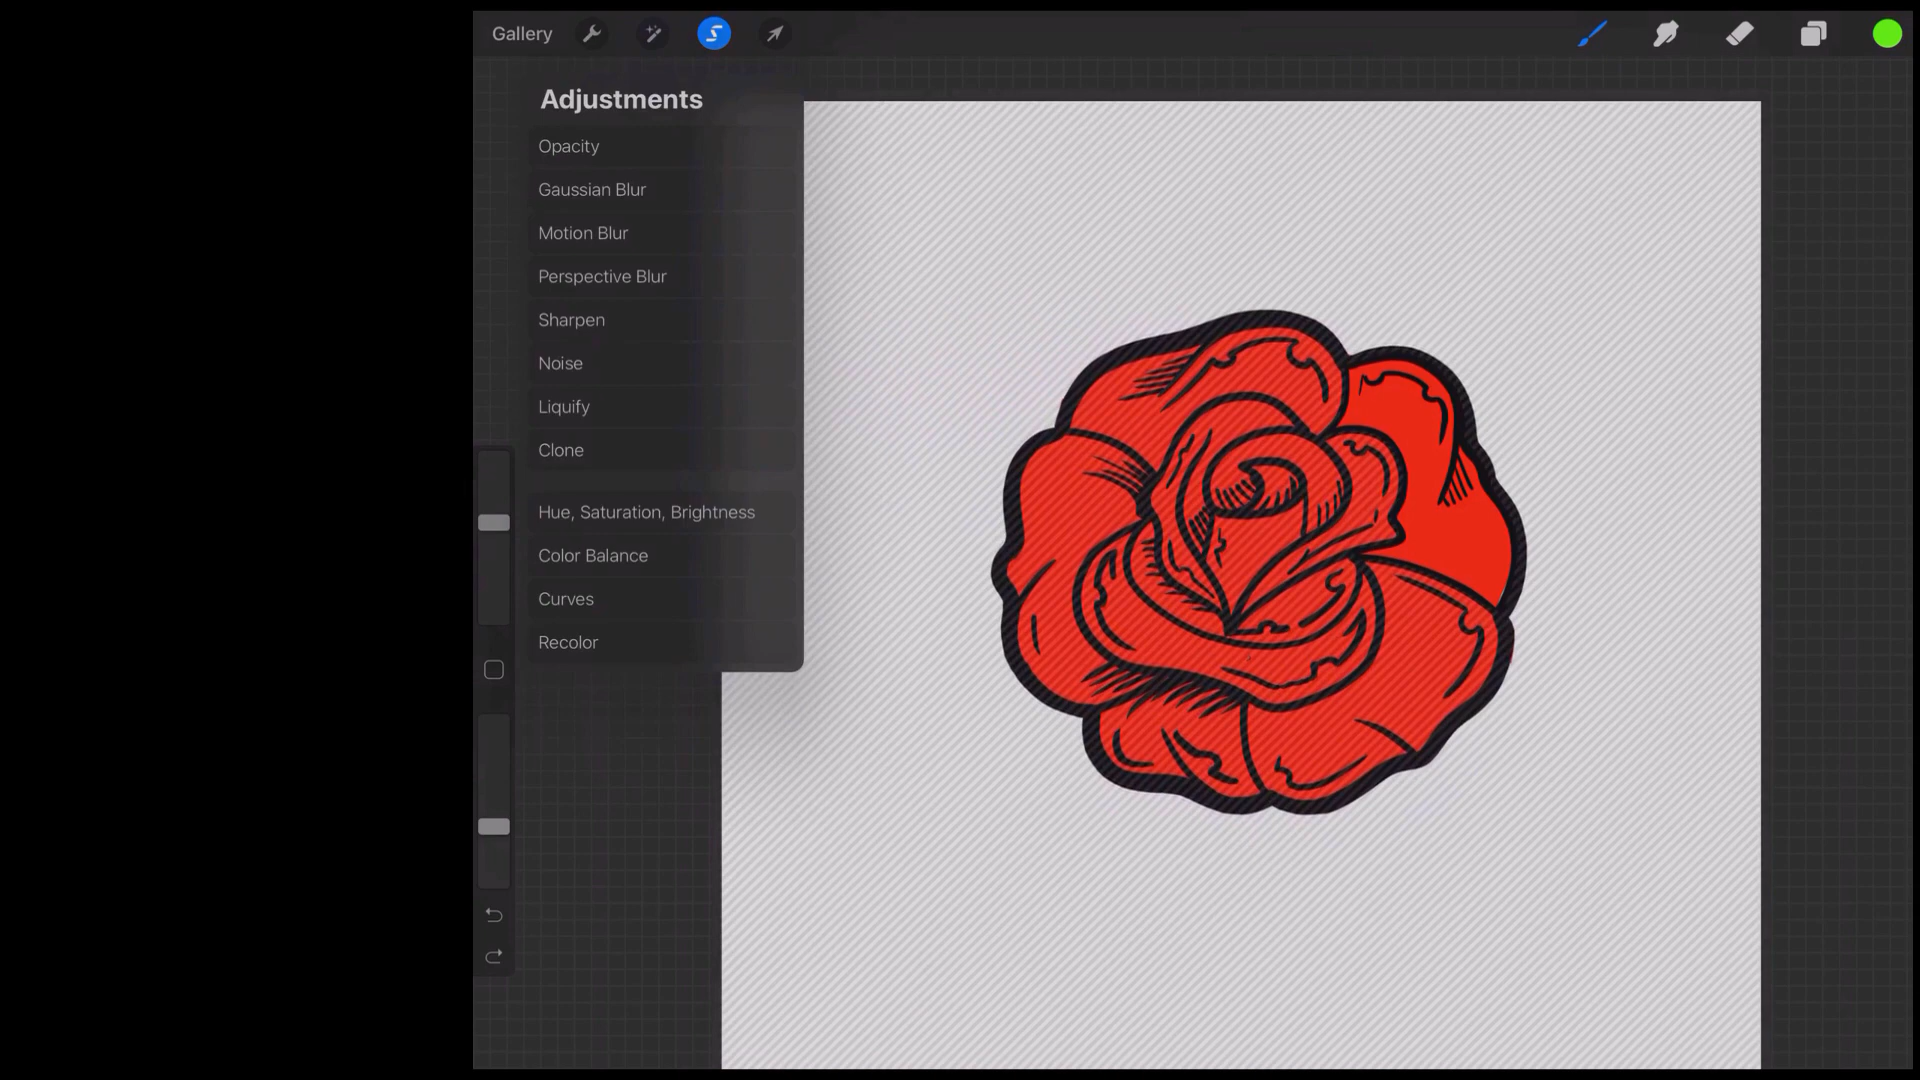 Gallery
Adjustments
Opacity
Gaussian Blur
Motion Blur
Perspective Blur
Sharpen
Noise
Liquify
Clone
Hue, Saturation, Brightness
Color Balance
Curves
Recolor